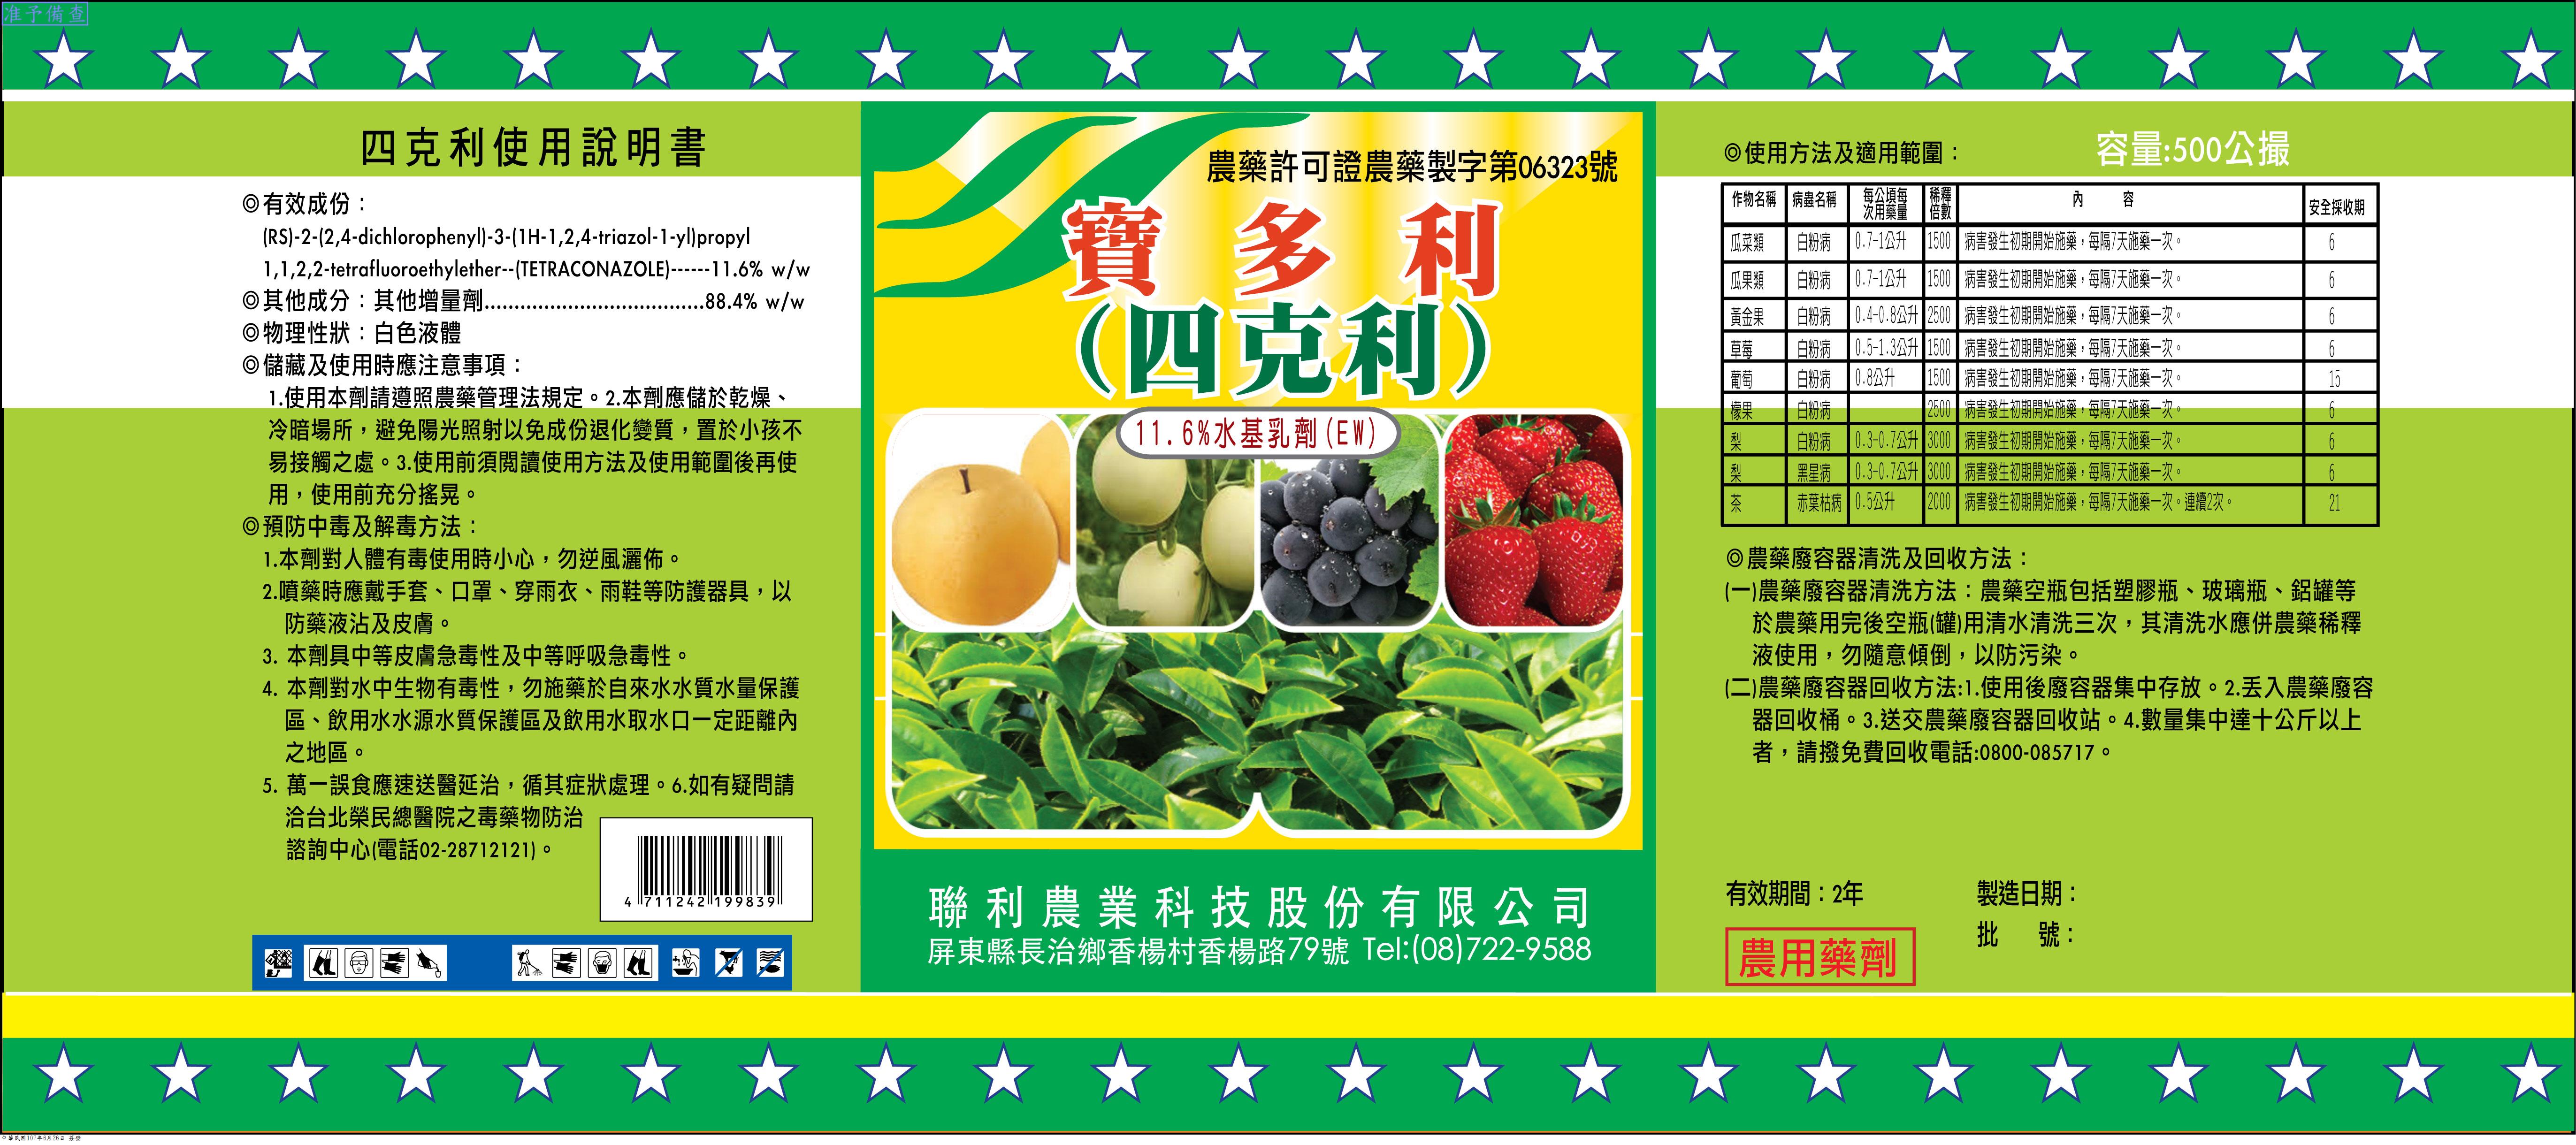 准予備查
四克利使用說明書
◎有效成份：
(RS)-2-(2,4-dichlorophenyl)-3-(1H-1,2,4-triazol-1-yl)propyl
1,1,2,2-tetrafluoroethylether--(TETRACONAZOLE)------11.6% w/w
◎其他成分：其他增量劑.....................................88.4% w/w
◎物理性狀：白色液體
◎儲藏及使用時應注意事項：
1.使用本劑請遵照農藥管理法規定。2.本劑應儲於乾燥、
冷暗場所，避免陽光照射以免成份退化變質，置於小孩不
易接觸之處。3.使用前須閱讀使用方法及使用範圍後再使
用，使用前充分搖晃。
◎預防中毒及解毒方法：
1.本劑對人體有毒使用時小心，勿逆風灑佈。
2.噴藥時應戴手套、口罩、穿雨衣、雨鞋等防護器具，以
防藥液沾及皮膚。
3. 本劑具中等皮膚急毒性及中等呼吸急毒性。
4. 本劑對水中生物有毒性，勿施藥於自來水水質水量保護
區、飲用水水源水質保護區及飲用水取水口一定距離內
之地區。
5. 萬一誤食應速送醫延治，循其症狀處理。6.如有疑問請
洽台北榮民總醫院之毒藥物防治
諮詢中心(電話02-28712121)。
4 711242 199839
農藥許可證農藥製字第06323號
寶多利
(四克利)
11.6%水基乳劑(EW)
聯利農業科技股份有限公司
屏東縣長治鄉香楊村香楊路79號 Tel:(08)722-9588
◎使用方法及適用範圍：
容量:500公撮
作物名稱 病蟲名稱 每公頃每次用藥量 稀釋倍數 內容 安全採收期
瓜菜類 白粉病 0.7-1公升 1500 病害發生初期開始施藥，每隔7天施藥一次。 6
瓜果類 白粉病 0.7-1公升 1500 病害發生初期開始施藥，每隔7天施藥一次。 6
黃金果 白粉病 0.4-0.8公升 2500 病害發生初期開始施藥，每隔7天施藥一次。 6
草莓 白粉病 0.5-1.3公升 1500 病害發生初期開始施藥，每隔7天施藥一次。 6
葡萄 白粉病 0.8公升 1500 病害發生初期開始施藥，每隔7天施藥一次。 15
檬果 白粉病 2500 病害發生初期開始施藥，每隔7天施藥一次。 6
梨 白粉病 0.3-0.7公升 3000 病害發生初期開始施藥，每隔7天施藥一次。 6
梨 黑星病 0.3-0.7公升 3000 病害發生初期開始施藥，每隔7天施藥一次。 6
茶 赤葉枯病 0.5公升 2000 病害發生初期開始施藥，每隔7天施藥一次。連續2次。 21
◎農藥廢容器清洗及回收方法：
(一)農藥廢容器清洗方法：農藥空瓶包括塑膠瓶、玻璃瓶、鋁罐等
於農藥用完後空瓶(罐)用清水清洗三次，其清洗水應併農藥稀釋
液使用，勿隨意傾倒，以防污染。
(二)農藥廢容器回收方法:1.使用後廢容器集中存放。2.丟入農藥廢容
器回收桶。3.送交農藥廢容器回收站。4.數量集中達十公斤以上
者，請撥免費回收電話:0800-085717。
有效期間：2年
製造日期：
批號：
農用藥劑
中華民國107年6月26日